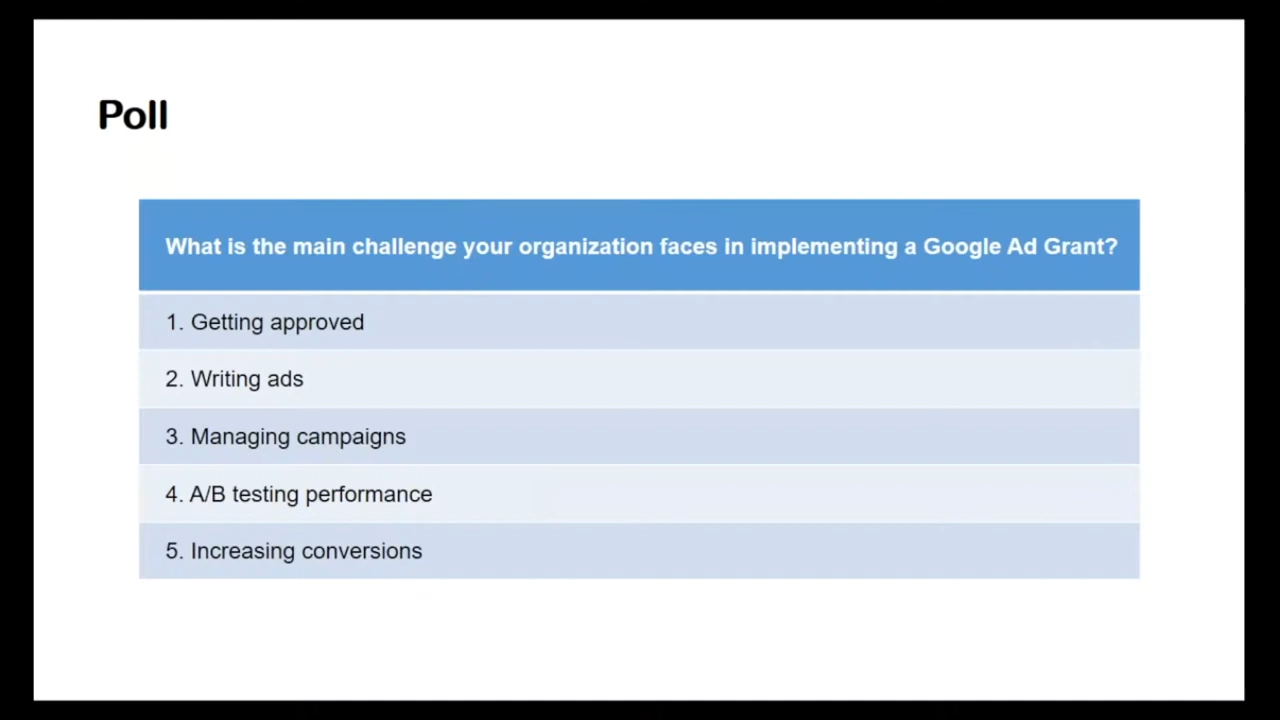 Poll
What is the main challenge your organization faces in implementing a Google Ad Grant?
1. Getting approved
2. Writing ads
3. Managing campaigns
4. A/B testing performance
5. Increasing conversions